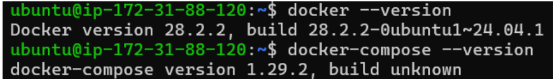 ubuntu@ip-172-31-88-120:~$ docker --version
Docker version 28.2.2, build 28.2.2-0ubuntu1~24.04.1
ubuntu@ip-172-31-88-120:~$ docker-compose --version
docker-compose version 1.29.2, build unknown